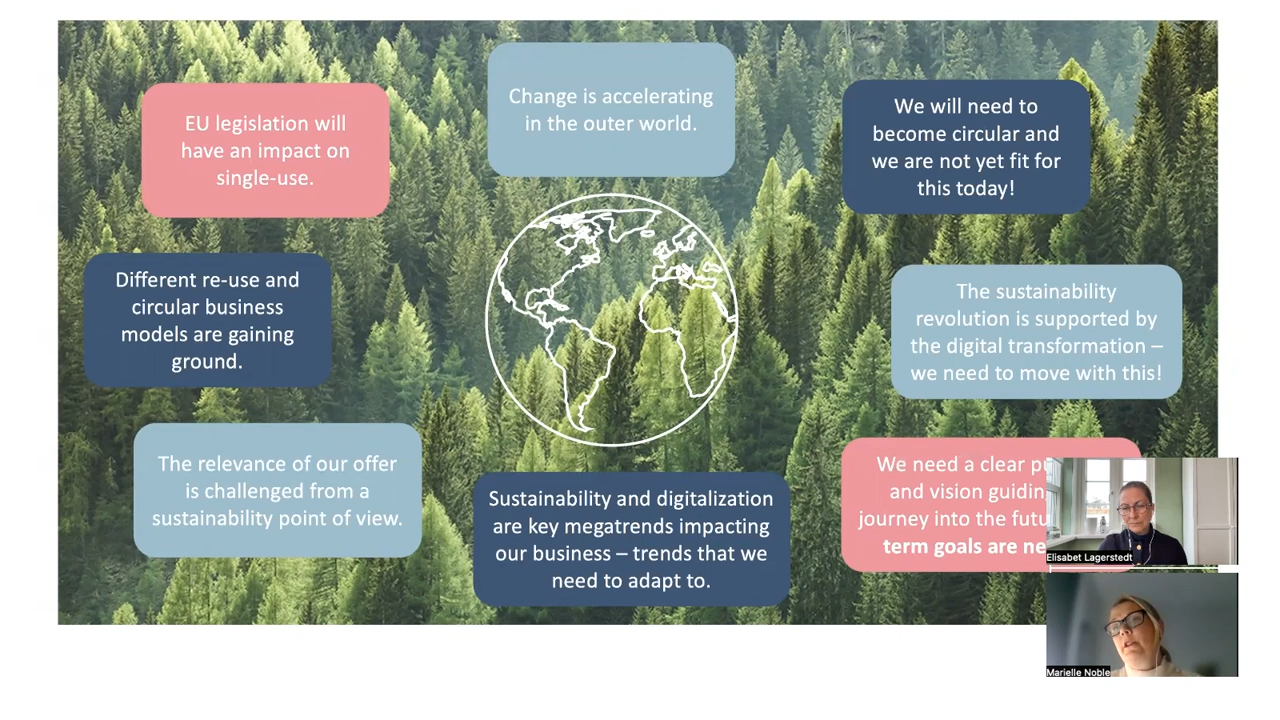 Change is accelerating
in the outer world.
EU legislation will
have an impact on
single-use.
We will need to
become circular and
we are not yet fit for
this today!
Different re-use and
circular business
models are gaining
ground.
The sustainability
revolution is supported by
the digital transformation –
we need to move with this!
The relevance of our offer
is challenged from a
sustainability point of view.
Sustainability and digitalization
are key megatrends impacting
our business – trends that we
need to adapt to.
We need a clear
and vision
journey into the
term goals are
Elisabet Lagerstedt
Marielle Noble